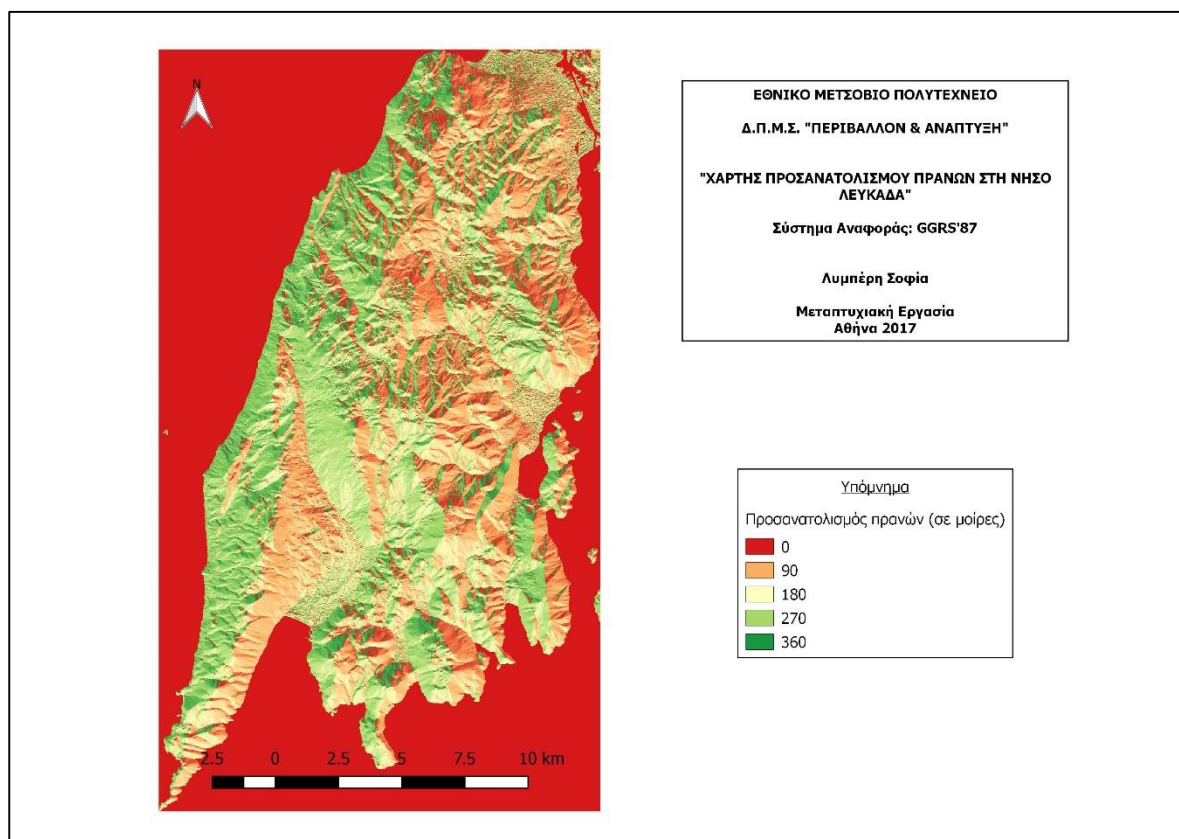 N
2.5 0 2.5 5 7.5 10 km
ΕΘΝΙΚΟ ΜΕΤΣΟΒΙΟ ΠΟΛΥΤΕΧΝΕΙΟ
Δ.Π.Μ.Σ. "ΠΕΡΙΒΑΛΛΟΝ & ΑΝΑΠΤΥΞΗ"
"ΧΑΡΤΗΣ ΠΡΟΣΑΝΑΤΟΛΙΣΜΟΥ ΠΡΑΝΩΝ ΣΤΗ ΝΗΣΟ
ΛΕΥΚΑΔΑ"
Σύστημα Αναφοράς: GGRS'87
Λυμπέρη Σοφία
Μεταπτυχιακή Εργασία
Αθήνα 2017
Υπόμνημα
Προσανατολισμός πρανών (σε μοίρες)
0
90
180
270
360